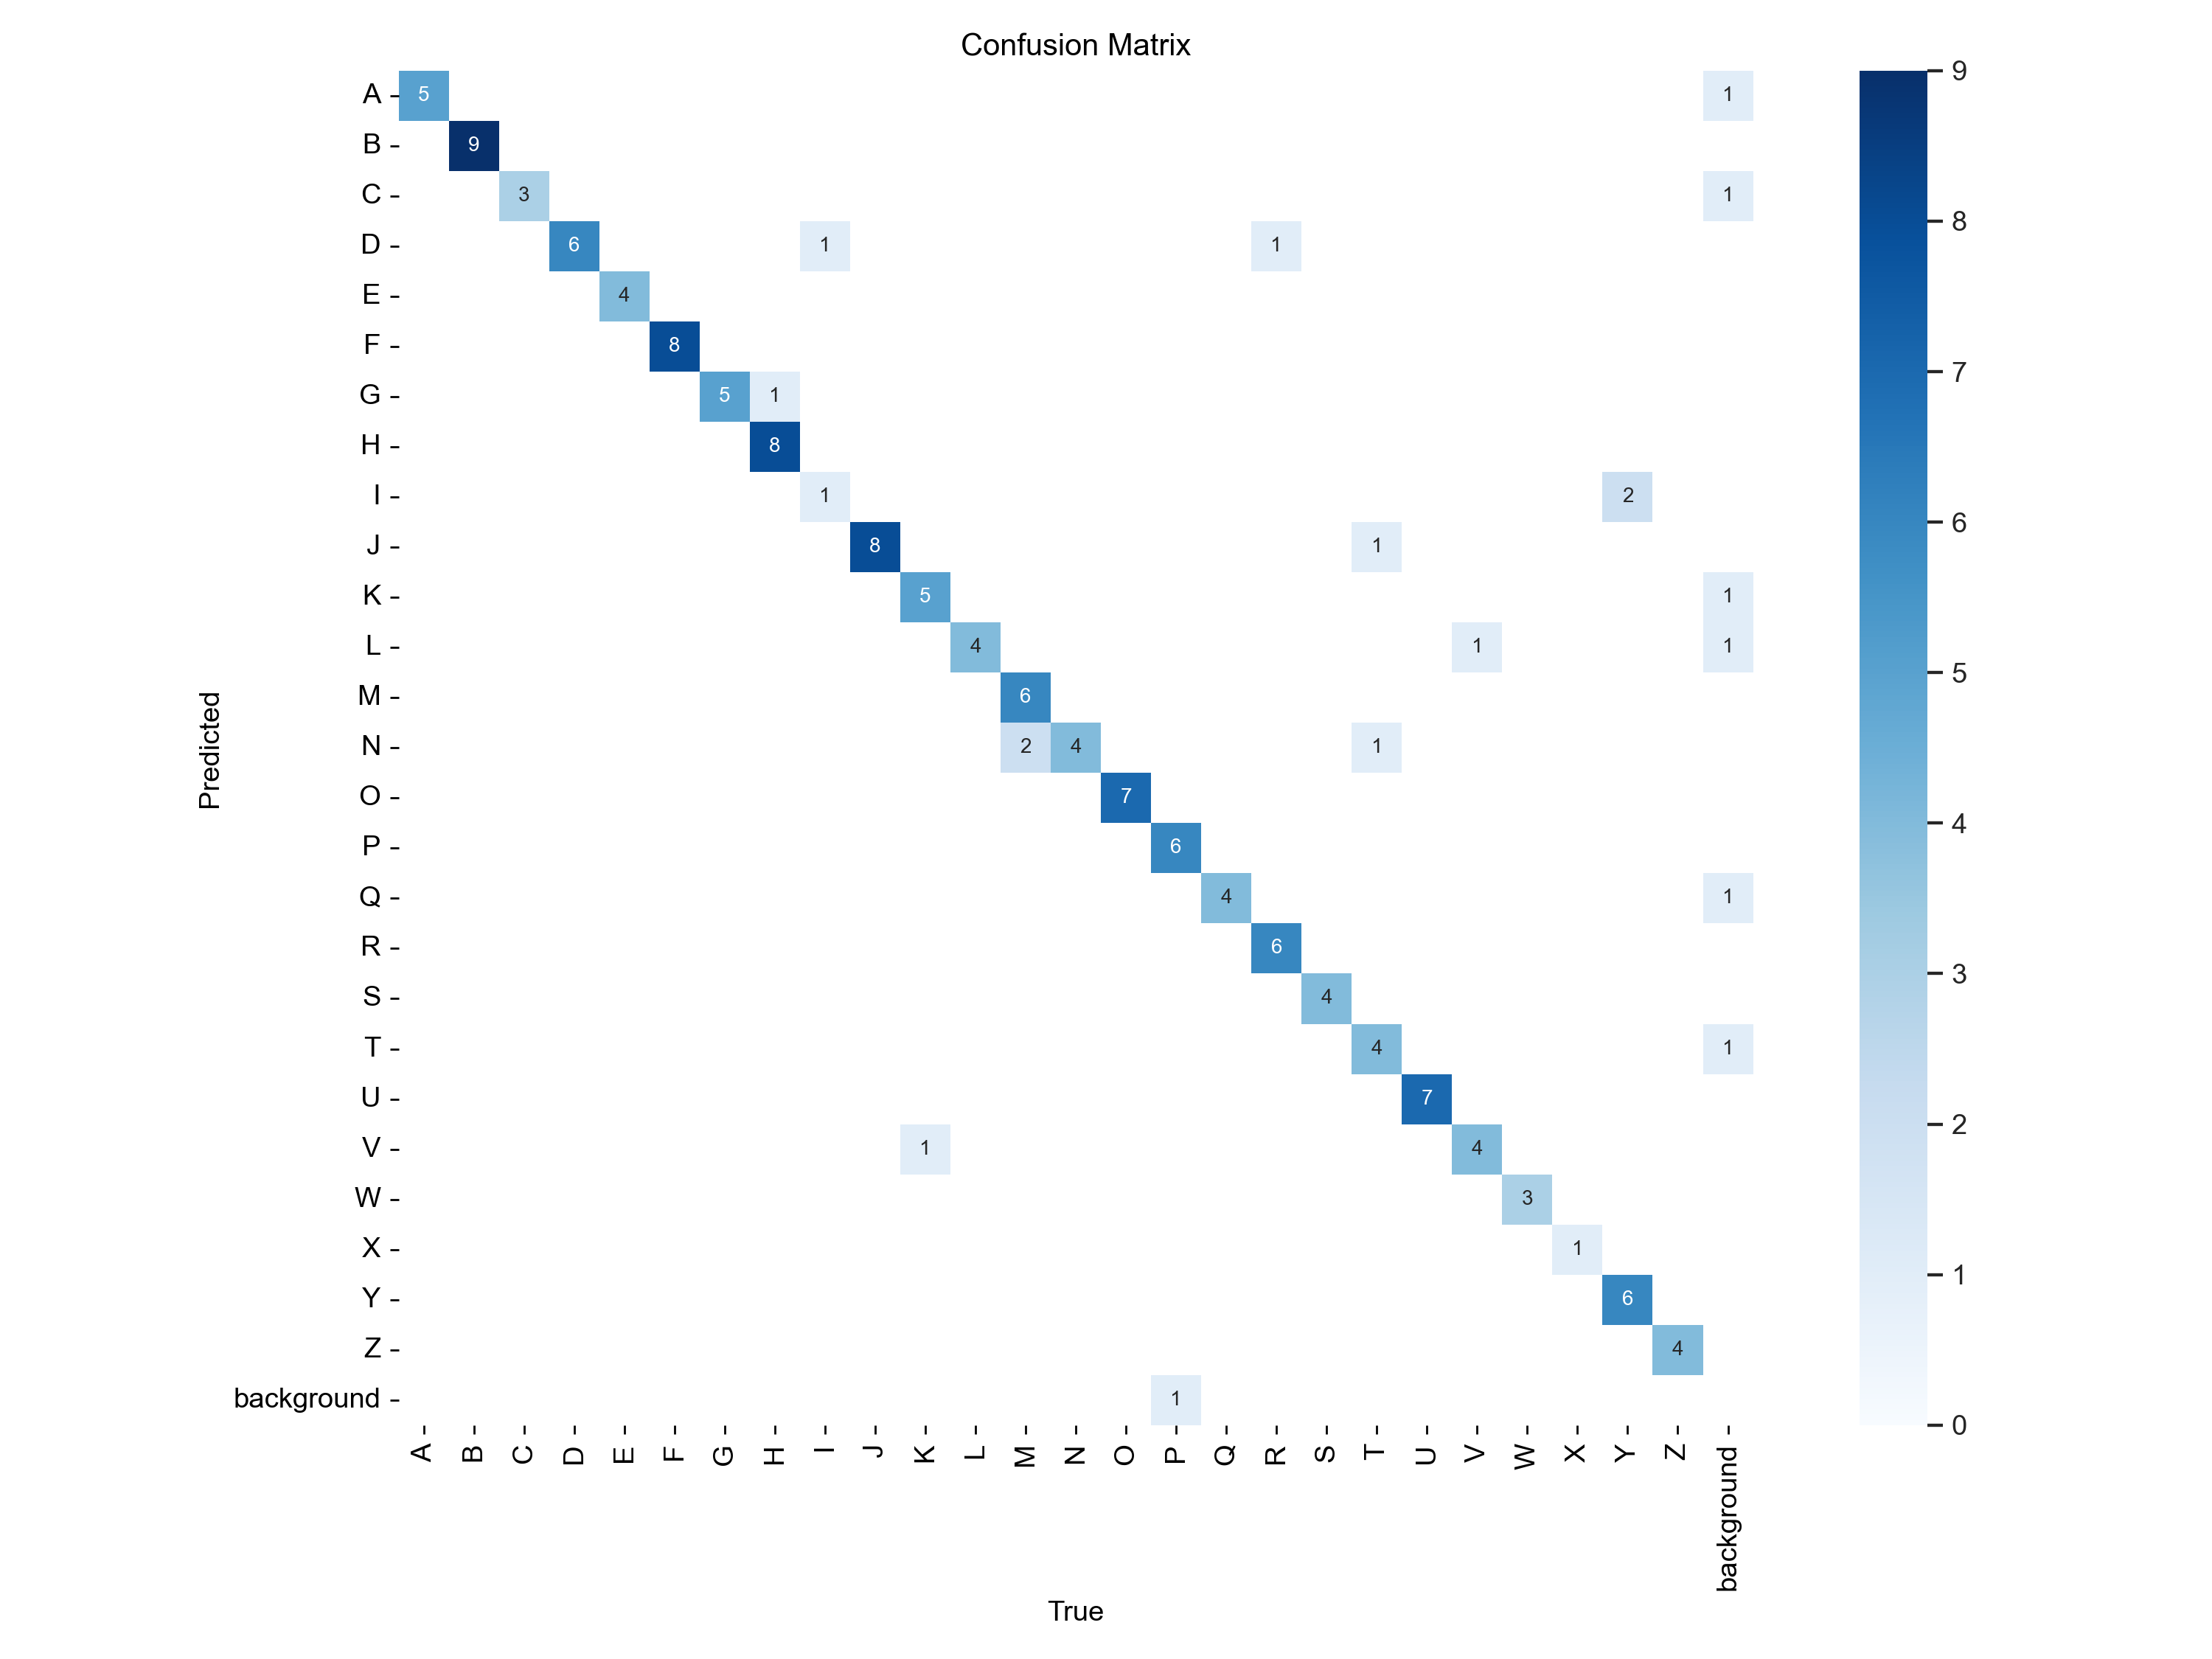 Confusion Matrix
A 5 1
B 9
C 3 1
D 6 1 1
E 4
F 8
G 5 1
H 8
I 1 2
J 8 1
K 5 1
L 4 1 1
M 6
N 2 4 1
O 7
P 6
Q 4 1
R 6
S 4
T 4 1
U 7
V 1 4
W 3
X 1
Y 6
Z 4
background 1
A B C D E F G H I J K L M N O P Q R S T U V W X Y Z background
Predicted
True
9
8
7
6
5
4
3
2
1
0